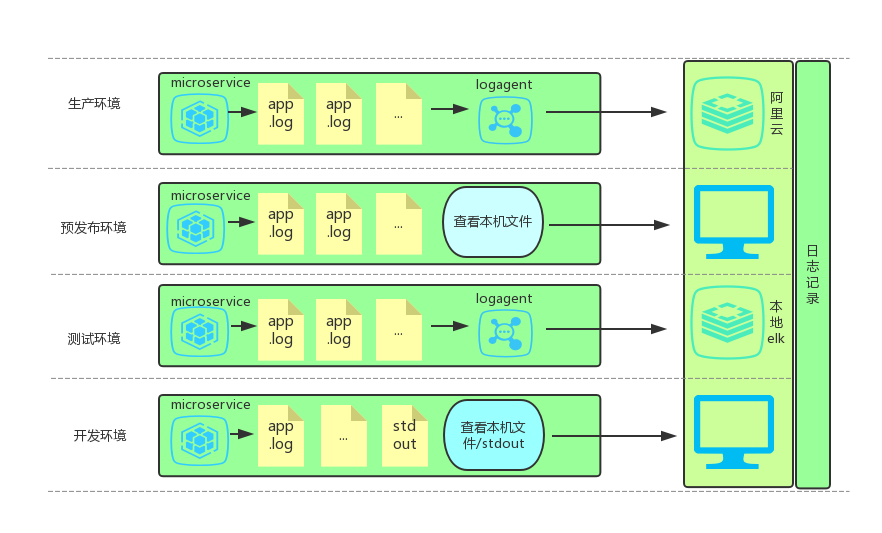 microservice
logagent
生产环境
app
.log
app
.log
...
阿
里
云
microservice
预发布环境
app
.log
app
.log
...
查看本机文件
日
志
记
录
microservice
logagent
测试环境
app
.log
app
.log
...
本
地
elk
microservice
开发环境
app
.log
...
std
out
查看本机文
件/stdout